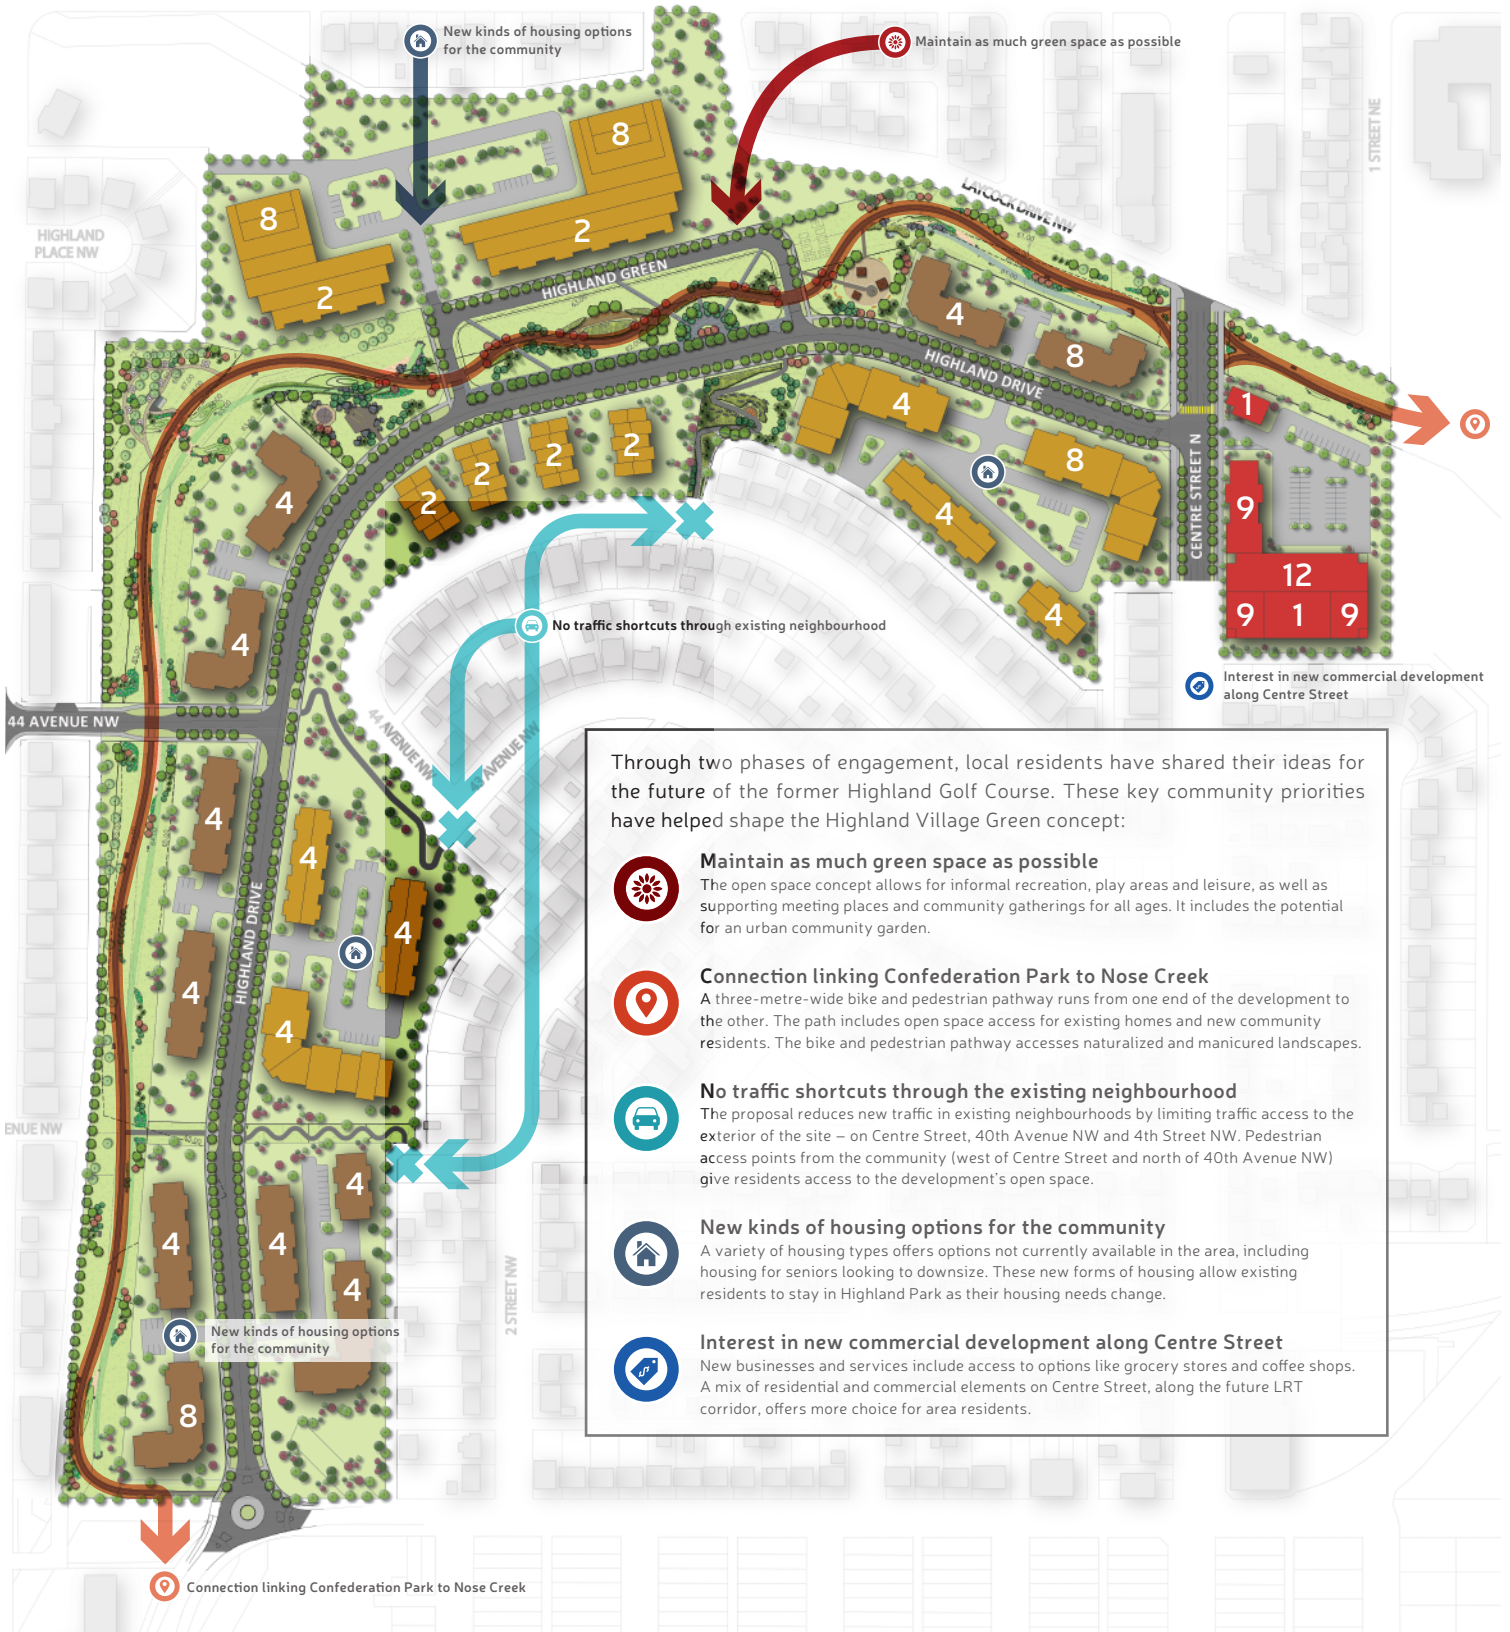 New kinds of housing options
for the community
Maintain as much green space as possible
1 STREET NE
LAYCOCK DRIVE NW
HIGHLAND
PLACE NW
8
8
2
2
HIGHLAND GREEN
4
8
HIGHLAND DRIVE
4
1
8
2
2
2
2
4
4
9
CENTRE STREET N
12
9 1 9
4
4
No traffic shortcuts through existing neighbourhood
Interest in new commercial development
along Centre Street
44 AVENUE NW
44 AVENUE NW
43 AVENUE NW
4
4
4
HIGHLAND DRIVE
4
4
ENUE NW
4
4
4
4
2 STREET NW
New kinds of housing options
for the community
8
Connection linking Confederation Park to Nose Creek
Through two phases of engagement, local residents have shared their ideas for
the future of the former Highland Golf Course. These key community priorities
have helped shape the Highland Village Green concept:
Maintain as much green space as possible
The open space concept allows for informal recreation, play areas and leisure, as well as
supporting meeting places and community gatherings for all ages. It includes the potential
for an urban community garden.
Connection linking Confederation Park to Nose Creek
A three-metre-wide bike and pedestrian pathway runs from one end of the development to
the other. The path includes open space access for existing homes and new community
residents. The bike and pedestrian pathway accesses naturalized and manicured landscapes.
No traffic shortcuts through the existing neighbourhood
The proposal reduces new traffic in existing neighbourhoods by limiting traffic access to the
exterior of the site – on Centre Street, 40th Avenue NW and 4th Street NW. Pedestrian
access points from the community (west of Centre Street and north of 40th Avenue NW)
give residents access to the development's open space.
New kinds of housing options for the community
A variety of housing types offers options not currently available in the area, including
housing for seniors looking to downsize. These new forms of housing allow existing
residents to stay in Highland Park as their housing needs change.
Interest in new commercial development along Centre Street
New businesses and services include access to options like grocery stores and coffee shops.
A mix of residential and commercial elements on Centre Street, along the future LRT
corridor, offers more choice for area residents.